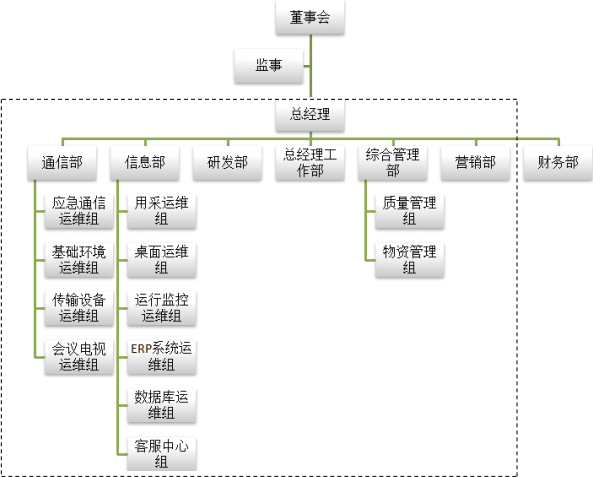 董事会
监事
总经理
通信部
信息部
研发部
总经理工
作部
综合管理
部
营销部
财务部
应急通信
运维组
用采运维
组
质量管理
组
基础环境
运维组
桌面运维
组
物资管理
组
传输设备
运维组
运行监控
运维组
会议电视
运维组
ERP系统运
维组
数据库运
维组
客服中心
组